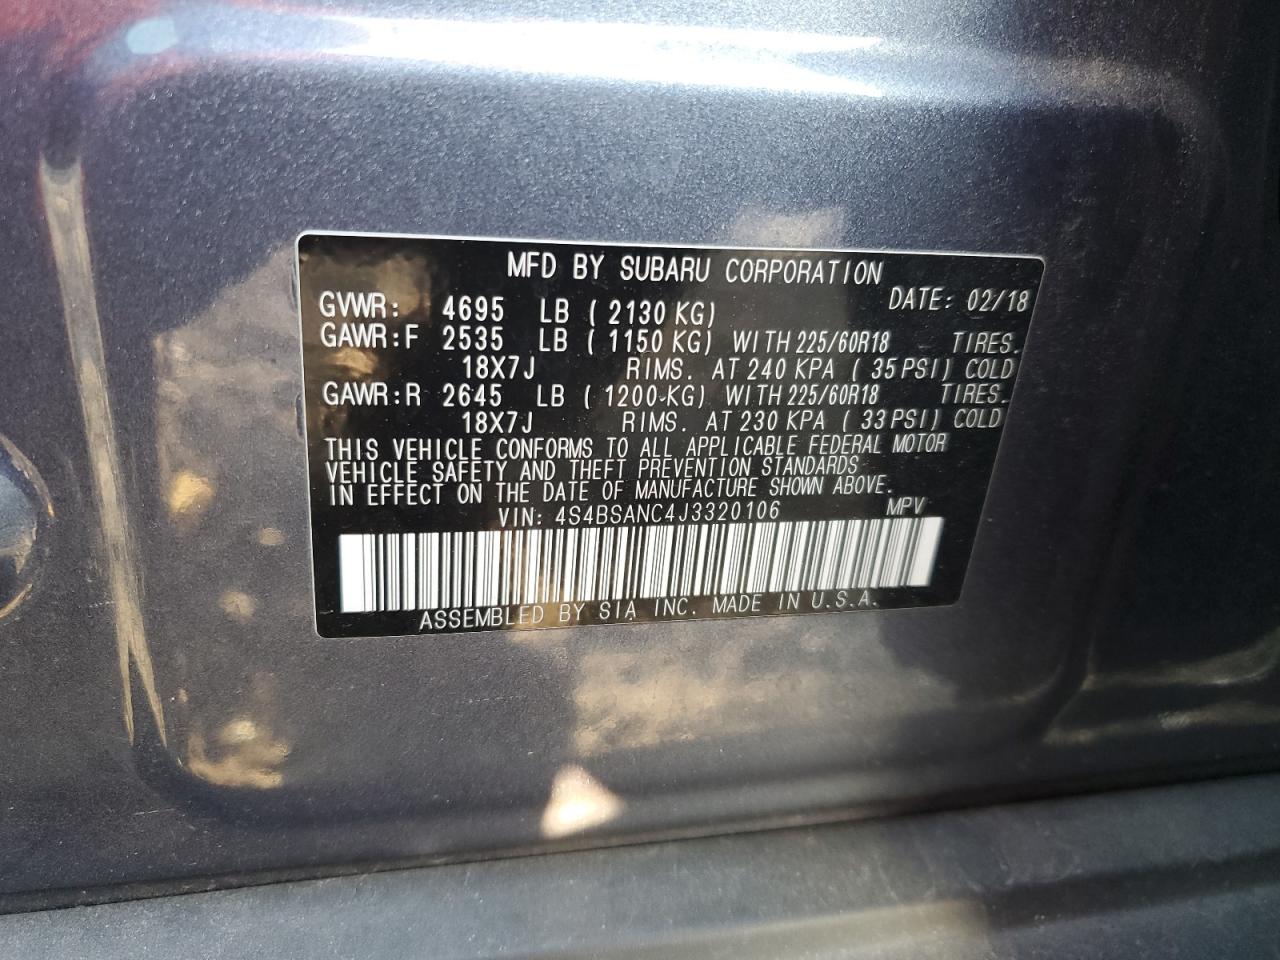 MFD BY SUBARU CORPORATION
DATE: 02/18
GVWR: 4695 LB ( 2130 KG)
GAWR:F 2535 LB ( 1150 KG) WITH 225/60R18 TIRES.
18X7J RIMS. AT 240 KPA ( 35 PSI) COLD
GAWR:R 2645 LB ( 1200 KG) WITH 225/60R18 TIRES.
18X7J RIMS. AT 230 KPA ( 33 PSI) COLD
THIS VEHICLE CONFORMS TO ALL APPLICABLE FEDERAL MOTOR
VEHICLE SAFETY AND THEFT PREVENTION STANDARDS
IN EFFECT ON THE DATE OF MANUFACTURE SHOWN ABOVE.
VIN: 4S4BSANC4J3320106 MPV
ASSEMBLED BY SIA INC. MADE IN U.S.A.